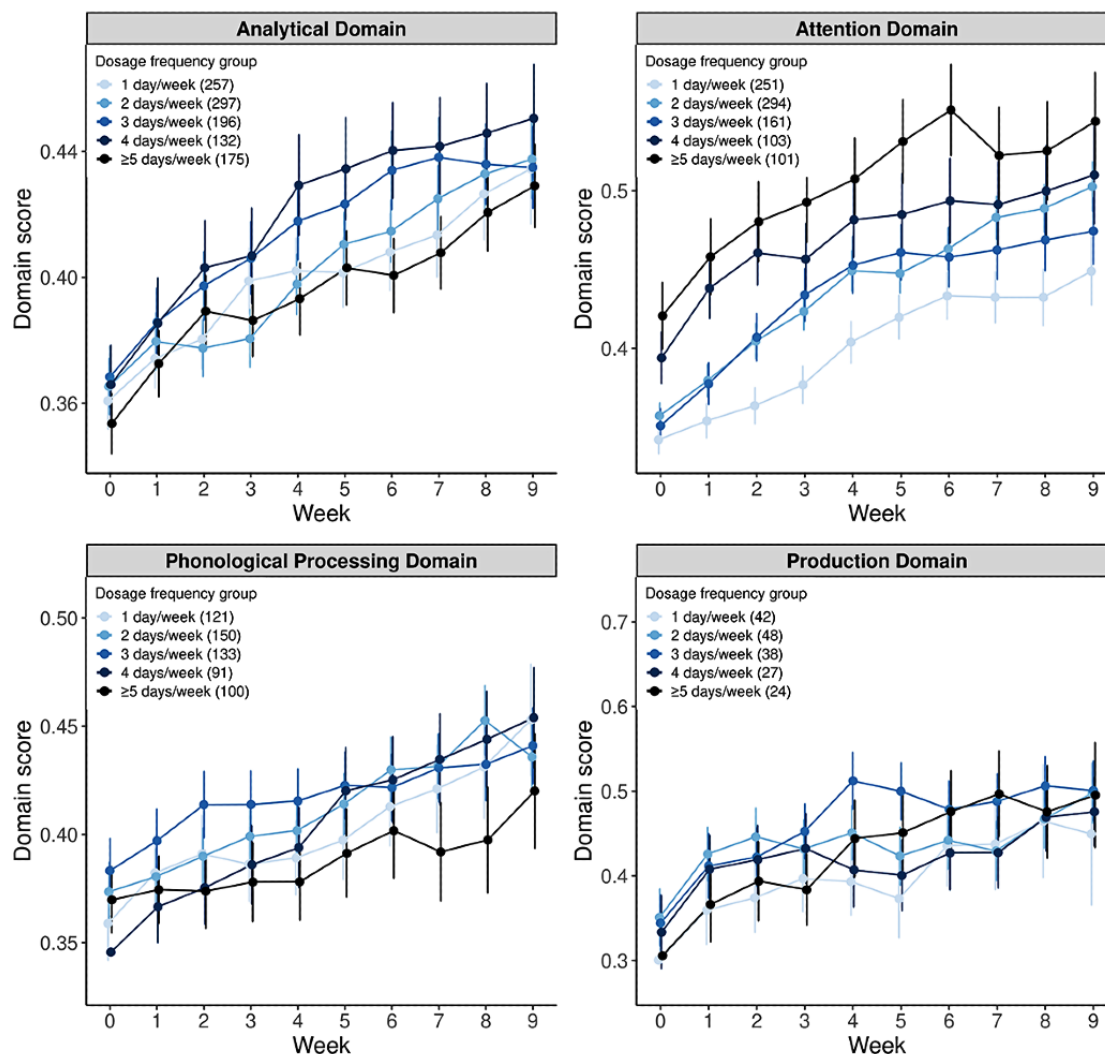 Analytical Domain
Dosage frequency group
1 day/week (257)
2 days/week (297)
3 days/week (196)
4 days/week (132)
≥5 days/week (175)
0.44
0.40
0.36
Domain score
0 1 2 3 4 5 6 7 8 9
Week
Attention Domain
Dosage frequency group
1 day/week (251)
2 days/week (294)
3 days/week (161)
4 days/week (103)
≥5 days/week (101)
0.5
0.4
Domain score
0 1 2 3 4 5 6 7 8 9
Week
Phonological Processing Domain
Dosage frequency group
1 day/week (121)
2 days/week (150)
3 days/week (133)
4 days/week (91)
≥5 days/week (100)
0.50
0.45
0.40
0.35
Domain score
0 1 2 3 4 5 6 7 8 9
Week
Production Domain
Dosage frequency group
1 day/week (42)
2 days/week (48)
3 days/week (38)
4 days/week (27)
≥5 days/week (24)
0.7
0.6
0.5
0.4
0.3
Domain score
0 1 2 3 4 5 6 7 8 9
Week